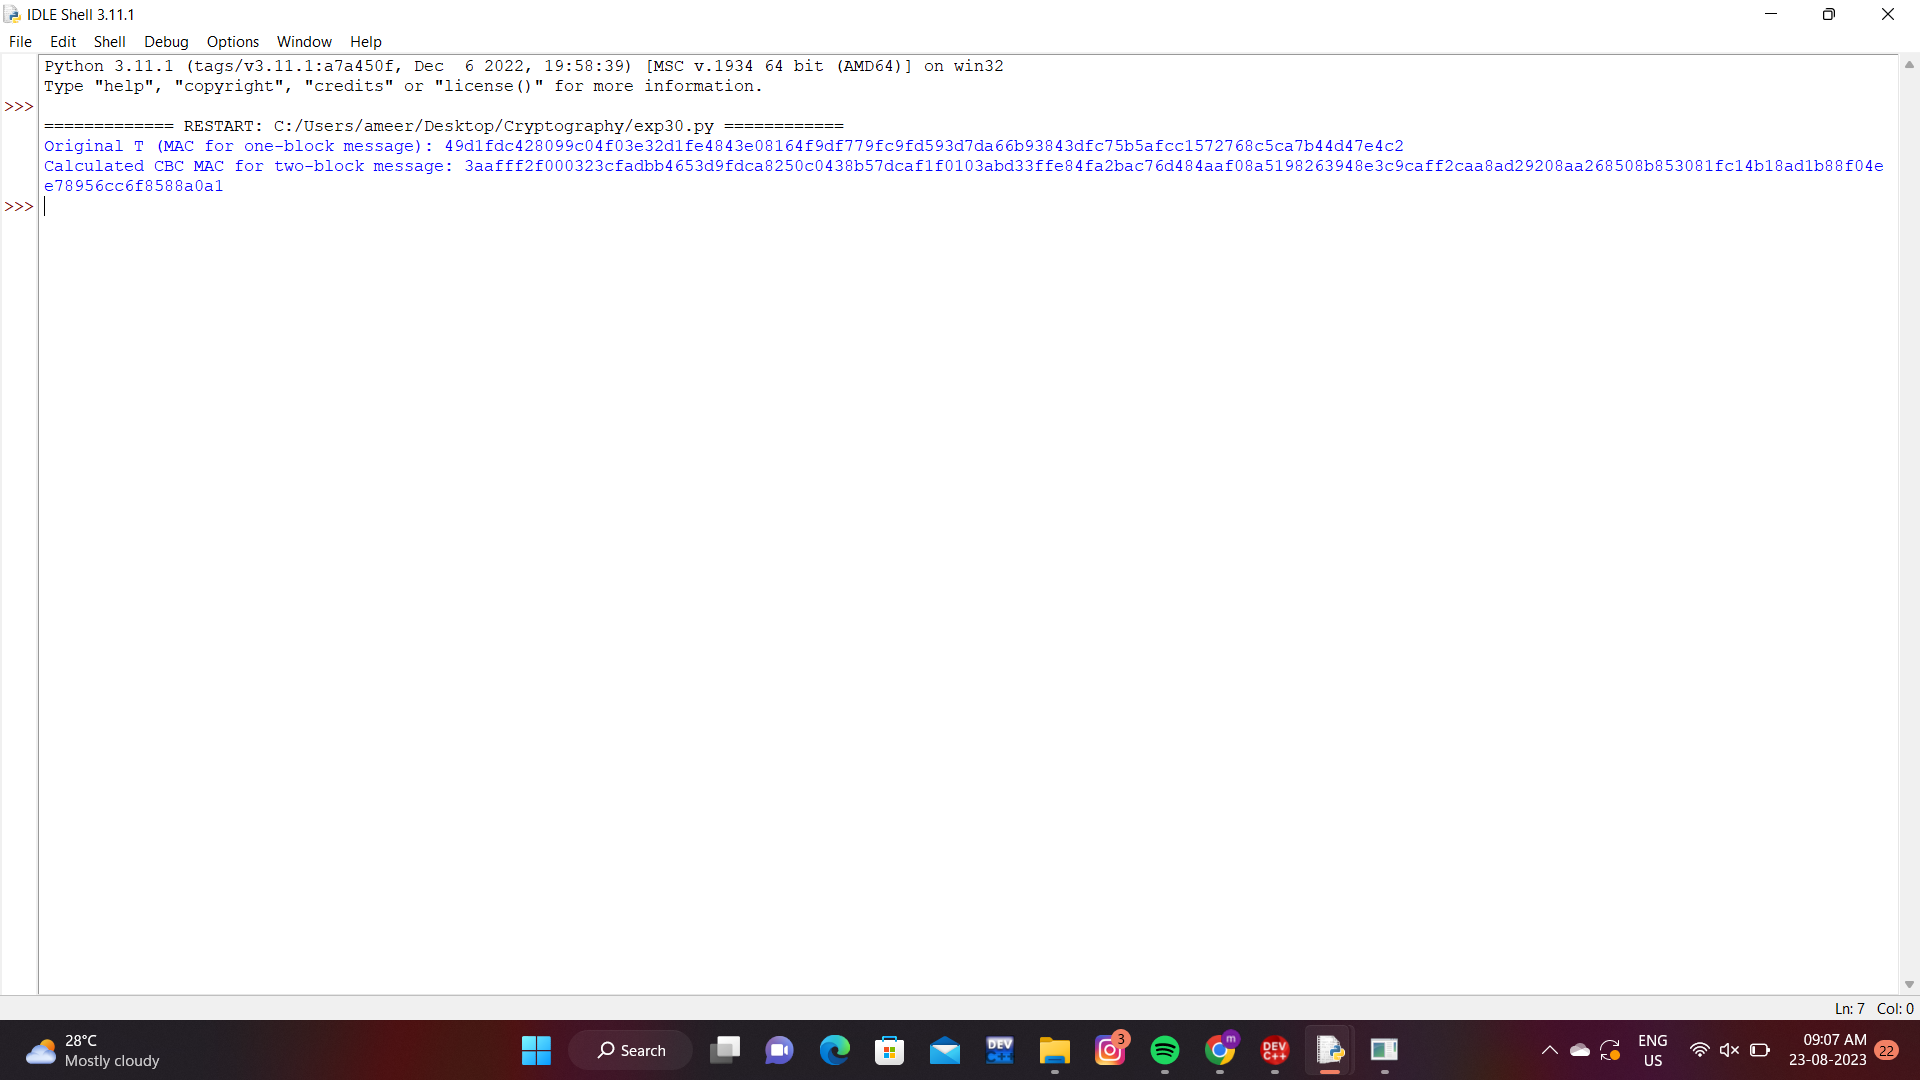 IDLE Shell 3.11.1
File Edit Shell Debug Options Window Help
Python 3.11.1 (tags/v3.11.1:a7a450f, Dec  6 2022, 19:58:39) [MSC v.1934 64 bit (AMD64)] on win32
Type "help", "copyright", "credits" or "license()" for more information.
>>>
============= RESTART: C:/Users/ameer/Desktop/Cryptography/exp30.py ============
Original T (MAC for one-block message): 49d1fdc428099c04f03e32d1fe4843e08164f9df779fc9fd593d7da66b93843dfc75b5afcc1572768c5ca7b44d47e4c2
Calculated CBC MAC for two-block message: 3aafff2f000323cfadbb4653d9fdca8250c0438b57dcaf1f0103abd33ffe84fa2bac76d484aaf08a5198263948e3c9caff2caa8ad29208aa268508b853081fc14b18ad1b88f04e
e78956cc6f8588a0a1
>>>
Ln: 7 Col: 0
28°C
Mostly cloudy
Search
DEV
C++
3
m
DEV
C++
ENG
US
09:07 AM
23-08-2023
22